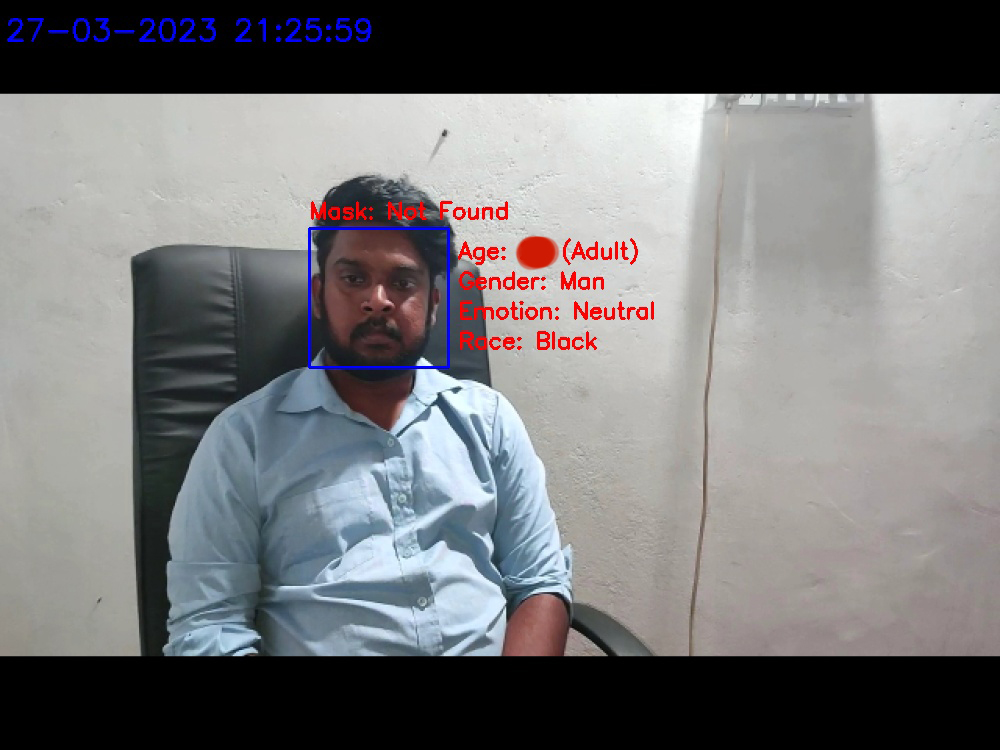 27-03-2023 21:25:59
Mask: Not Found
Age: (Adult)
Gender: Man
Emotion: Neutral
Race: Black